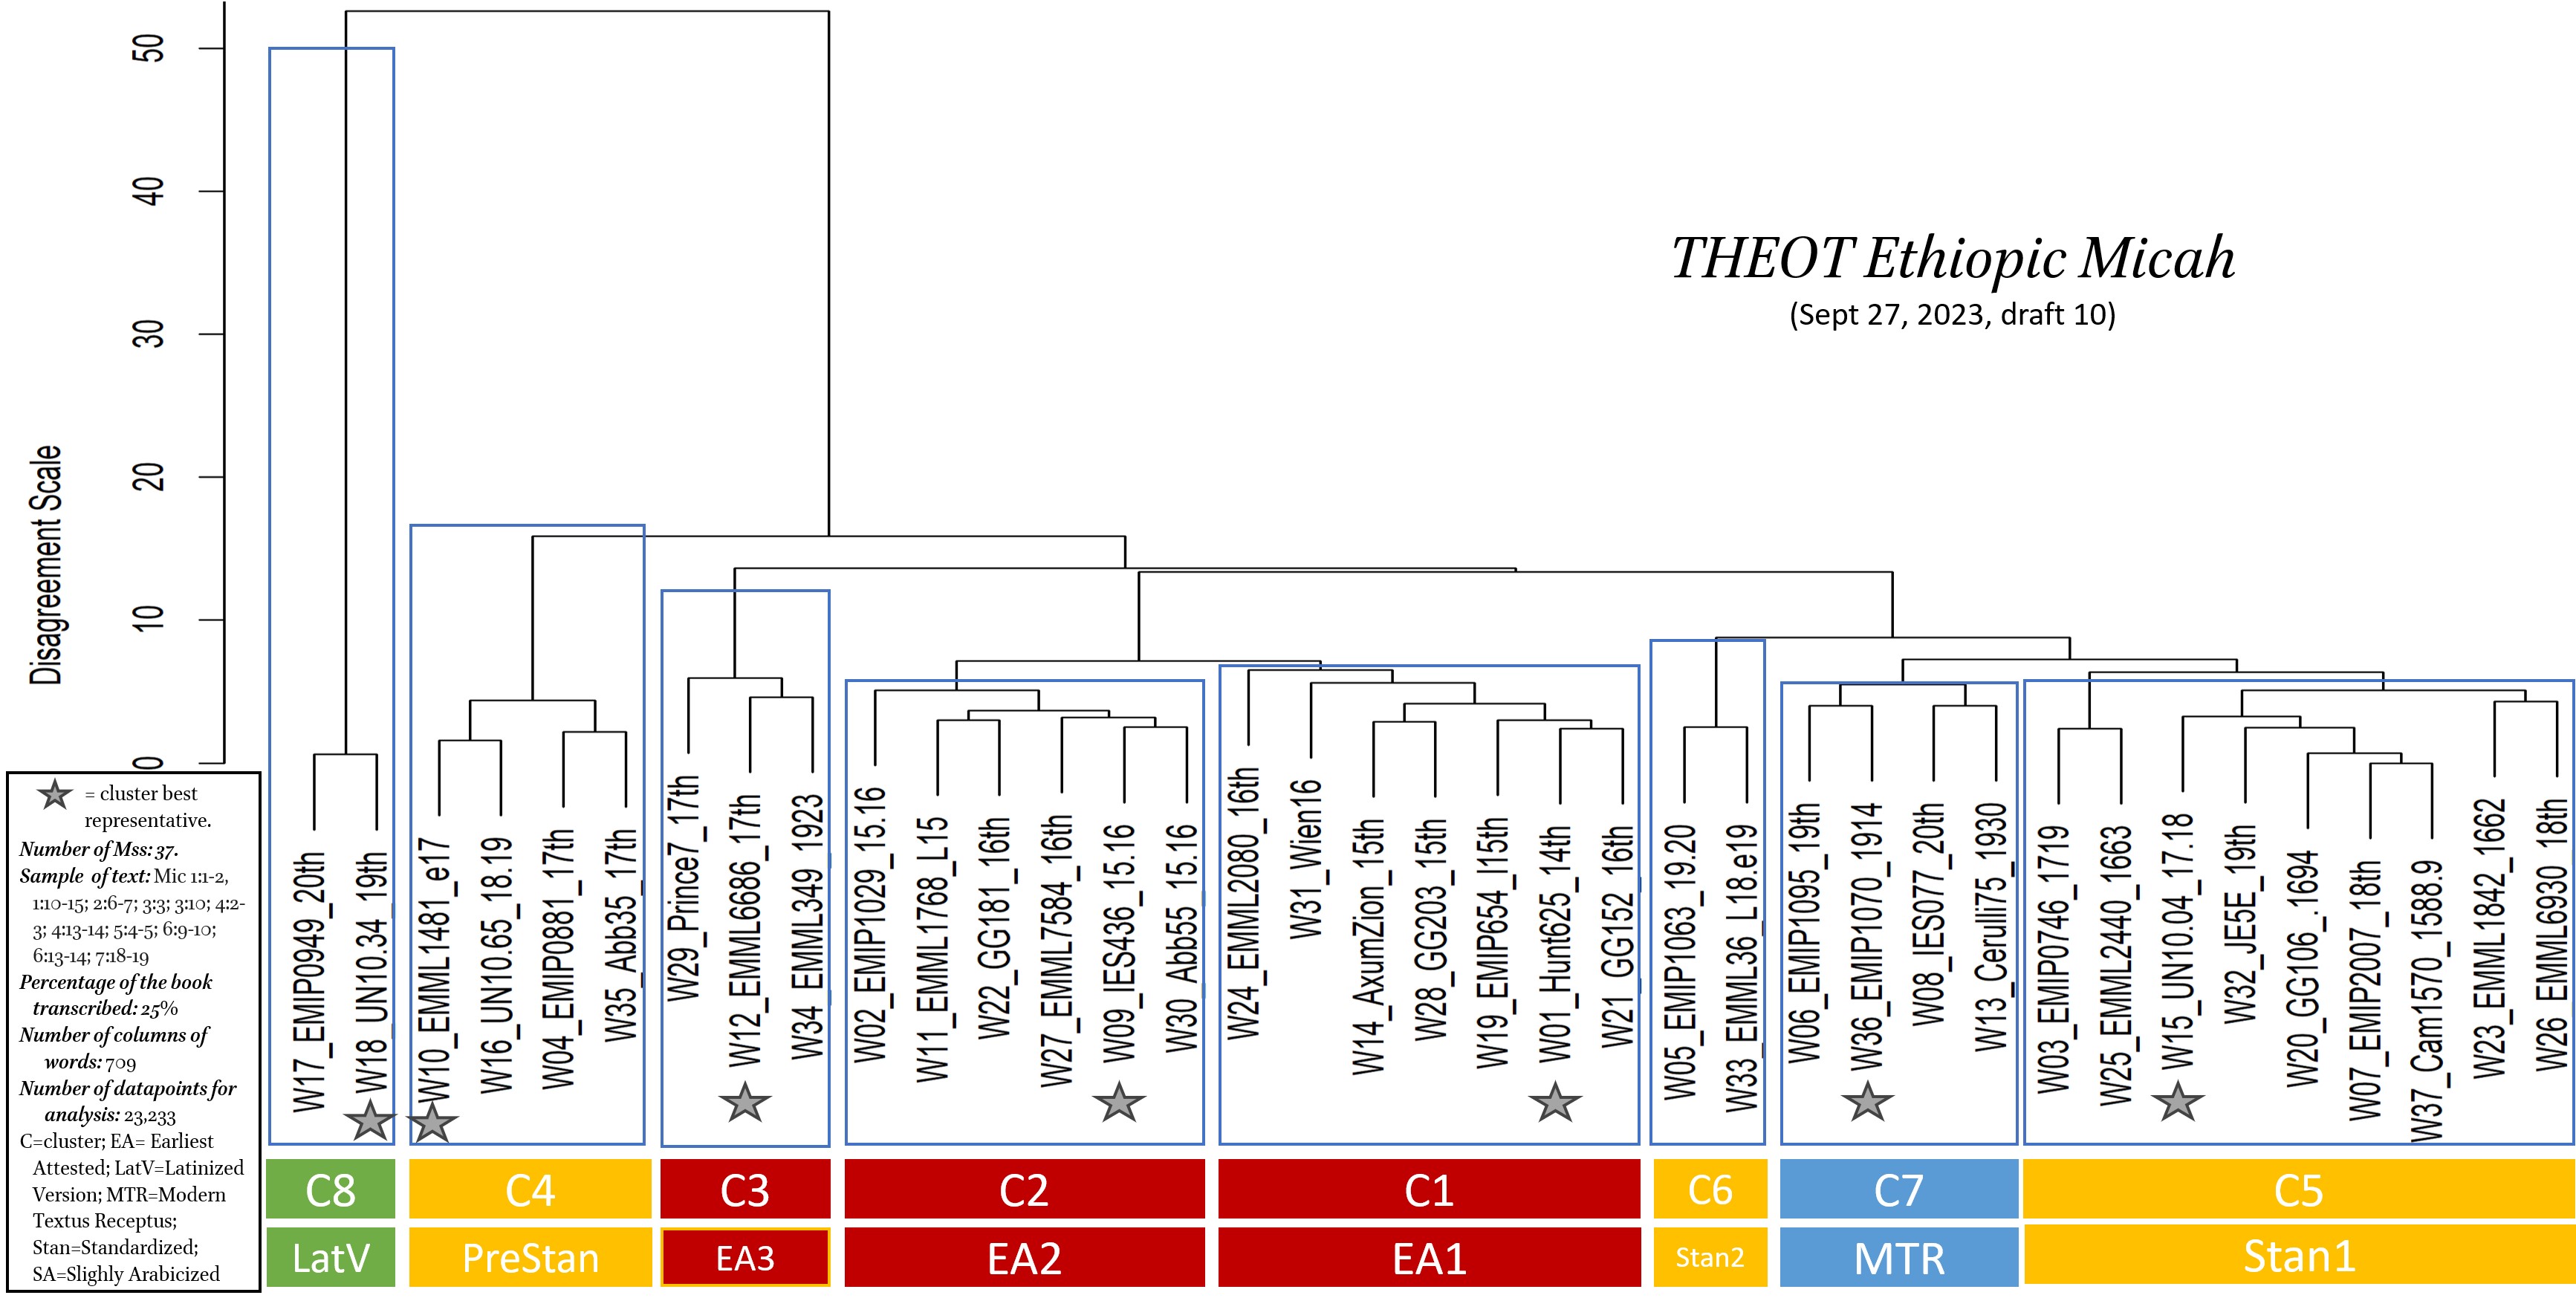 THEOT Ethiopic Micah
(Sept 27, 2023, draft 10)
Disagreement Scale
50
40
30
20
10
0
= cluster best
representative.
Number of Mss: 37.
Sample of text: Mic 1:1-2,
1:10-15; 2:6-7; 3:3; 3:10; 4:2-
3; 4:13-14; 5:4-5; 6:9-10;
6:13-14; 7:18-19
Percentage of the book
transcribed: 25%
Number of columns of
words: 709
Number of datapoints for
analysis: 23,233
C=cluster; EA= Earliest
Attested; LatV=Latinized
Version; MTR=Modern
Textus Receptus;
Stan=Standardized;
SA=Slighly Arabicized
W17_EMIP0949_20th
W18_UN10.34_19th
W10_EMML1481_e17
W16_UN10.65_18.19
W04_EMIP0881_17th
W35_Abb35_17th
W29_Prince7_17th
W12_EMML6686_17th
W34_EMML349_1923
W02_EMIP1029_15.16
W11_EMML1768_L15
W22_GG181_16th
W27_EMML7584_16th
W09_IES436_15.16
W30_Abb55_15.16
W24_EMML2080_16th
W31_Wien16
W14_AxumZion_15th
W28_GG203_15th
W19_EMIP654_l15th
W01_Hunt625_14th
W21_GG152_16th
W05_EMIP1063_19.20
W33_EMML36_L18.e19
W06_EMIP1095_19th
W36_EMIP1070_1914
W08_IES077_20th
W13_Cerulli75_1930
W03_EMIP0746_1719
W25_EMML2440_1663
W15_UN10.04_17.18
W32_JE5E_19th
W20_GG106_.1694
W07_EMIP2007_18th
W37_Cam1570_1588.9
W23_EMML1842_1662
W26_EMML6930_18th
C8
C4
C3
C2
C1
C6
C7
C5
LatV
PreStan
EA3
EA2
EA1
Stan2
MTR
Stan1